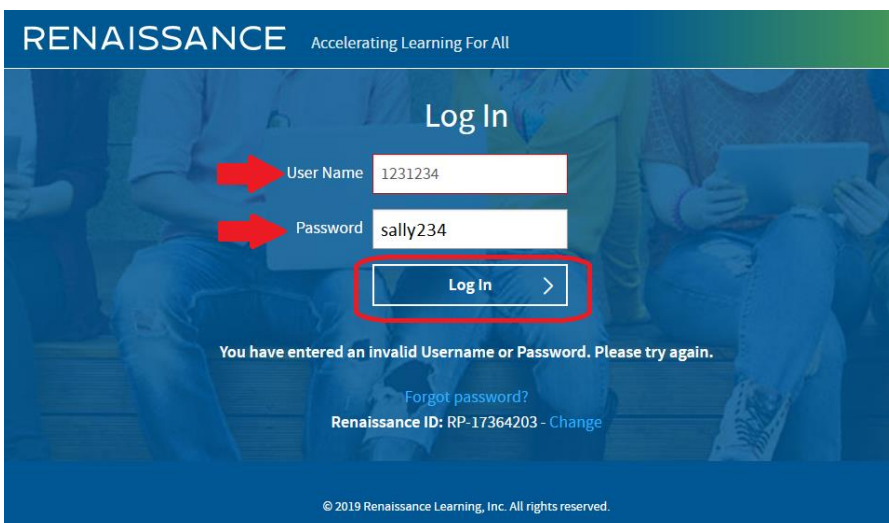 RENAISSANCE Accelerating Learning For All
Log In
User Name 1231234
Password sally234
Log In
You have entered an invalid Username or Password. Please try again.
Forgot password?
Renaissance ID: RP-17364203 - Change
© 2019 Renaissance Learning, Inc. All rights reserved.